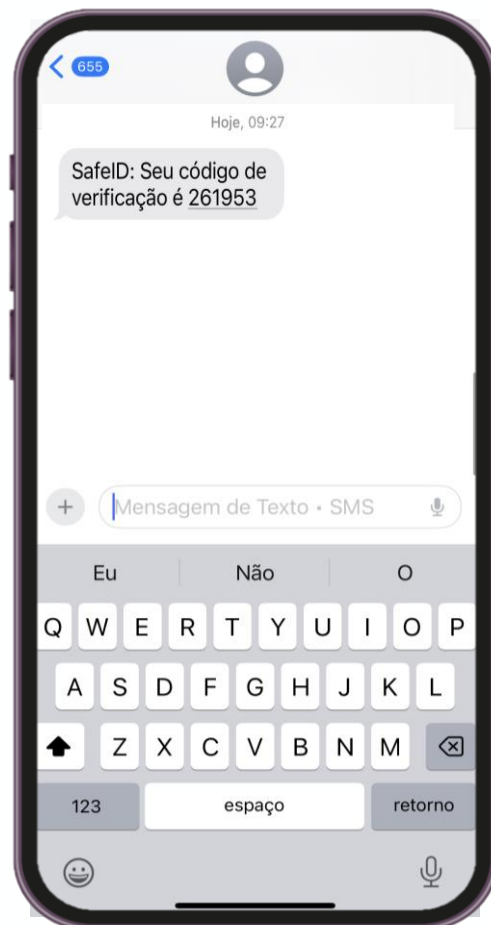 655
Hoje, 09:27
SafeID: Seu código de
verificação é 261953
Mensagem de Texto • SMS
Eu Não O
Q W E R T Y U I O P
A S D F G H J K L
Z X C V B N M
123 espaço retorno